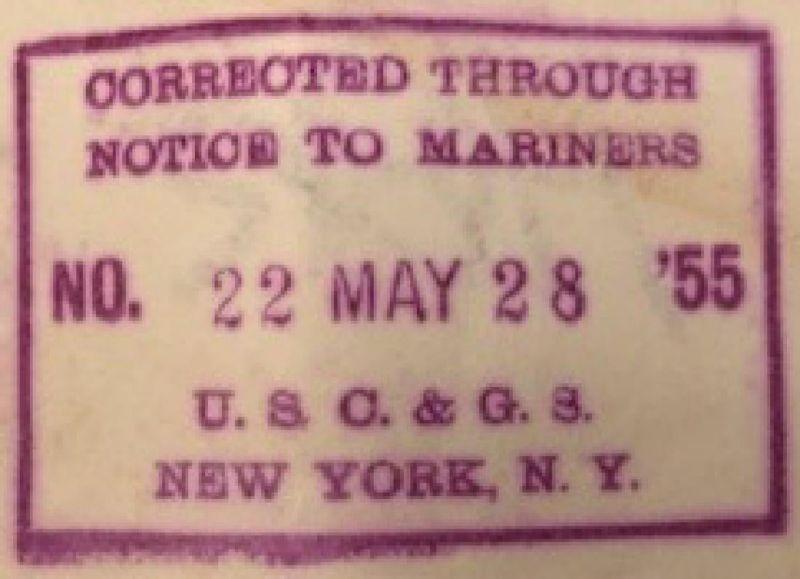 CORRECTED THROUGH
NOTICE TO MARINERS
NO. 22 MAY 28 '55
U. S. C. & G. S.
NEW YORK, N. Y.